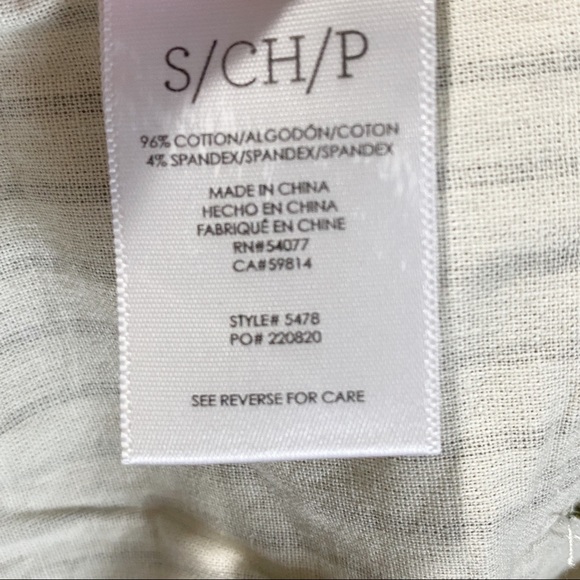 S/CH/P
96% COTTON/ALGODÓN/COTON
4% SPANDEX/SPANDEX/SPANDEX
MADE IN CHINA
HECHO EN CHINA
FABRIQUÉ EN CHINE
RN#54077
CA#59814
STYLE# 5478
PO# 220820
SEE REVERSE FOR CARE